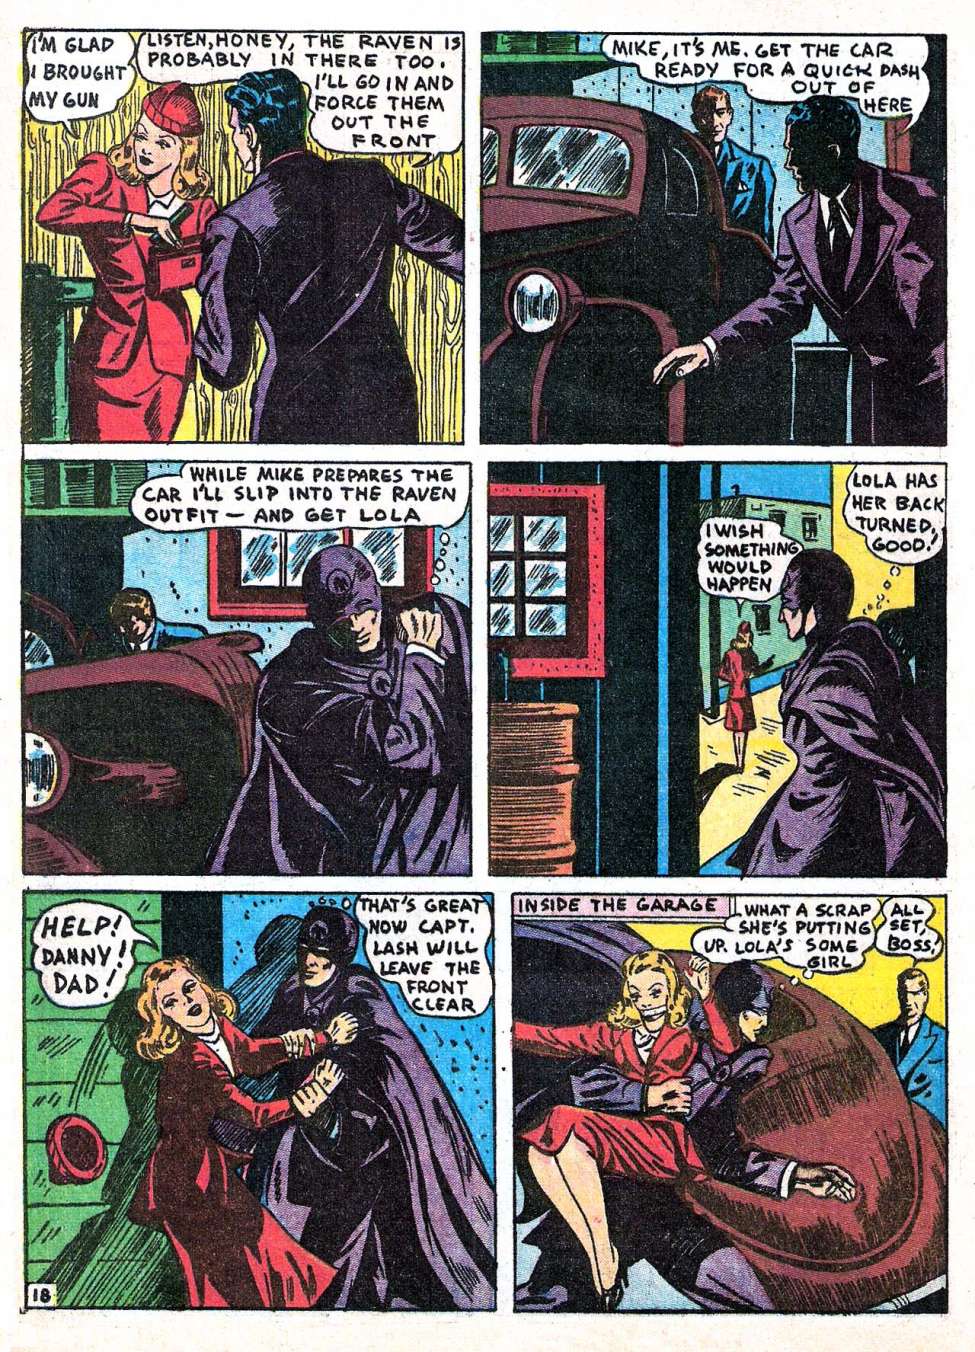 I'M GLAD
I BROUGHT
MY GUN
LISTEN, HONEY, THE RAVEN IS
PROBABLY IN THERE TOO.
I'LL GO IN AND
FORCE THEM
OUT THE
FRONT
MIKE, IT'S ME. GET THE CAR
READY FOR A QUICK DASH
OUT OF
HERE
WHILE MIKE PREPARES THE
CAR I'LL SLIP INTO THE RAVEN
OUTFIT — AND GET LOLA
I WISH
SOMETHING
WOULD
HAPPEN
LOLA HAS
HER BACK
TURNED,
GOOD!
HELP!
DANNY!
DAD!
THAT'S GREAT
NOW CAPT.
LASH WILL
LEAVE THE
FRONT
CLEAR
INSIDE THE GARAGE
WHAT A SCRAP
SHE'S PUTTING
UP. LOLA'S SOME
GIRL
ALL
SET,
BOSS!
18